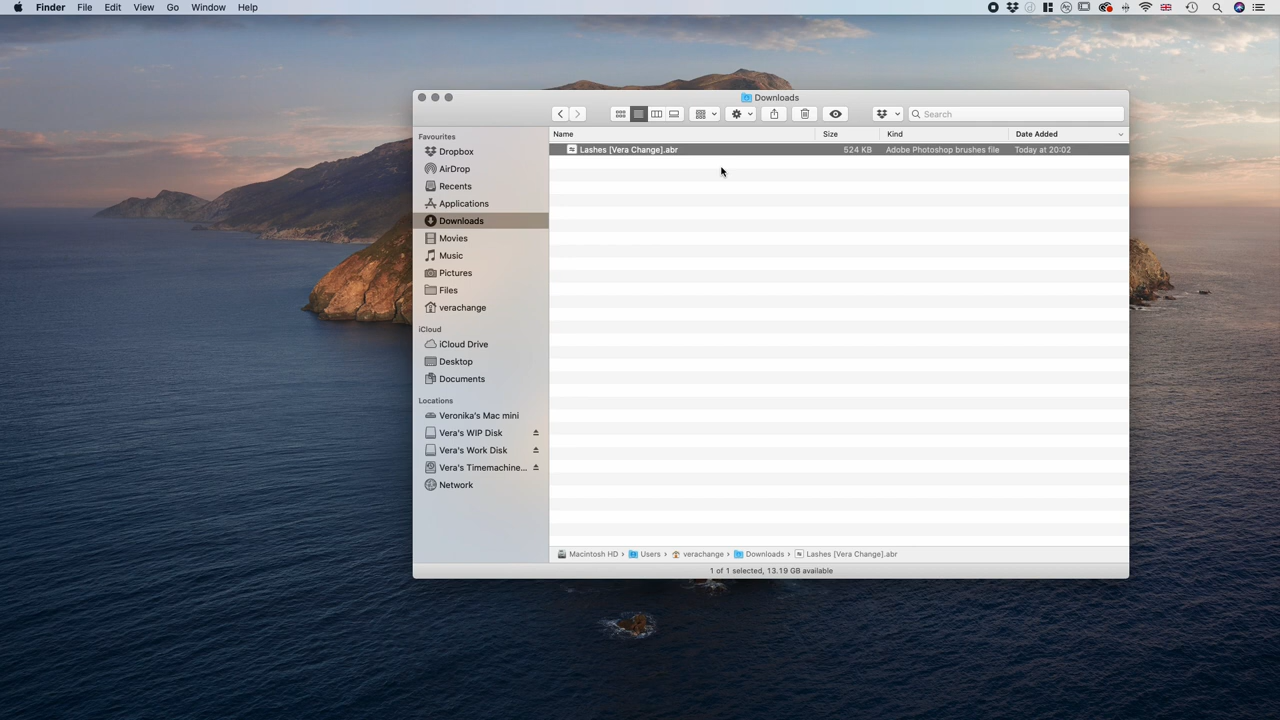 Finder File Edit View Go Window Help
Downloads
Search
Favourites
Dropbox
AirDrop
Recents
Applications
Downloads
Movies
Music
Pictures
Files
verachange
iCloud
iCloud Drive
Desktop
Documents
Locations
Veronika's Mac mini
Vera's WIP Disk
Vera's Work Disk
Vera's Timemachine...
Network
Name Size Kind Date Added
Lashes [Vera Change].abr 524 KB Adobe Photoshop brushes file Today at 20:02
Macintosh HD › Users › verachange › Downloads › Lashes [Vera Change].abr
1 of 1 selected, 13.19 GB available